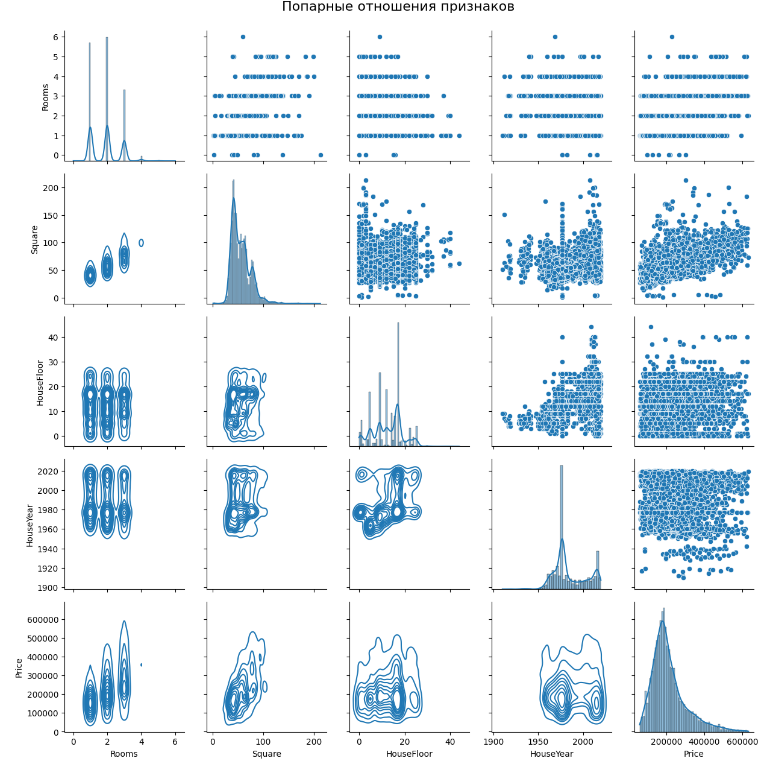 Попарные отношения признаков
6
5
4
3
2
1
0
Rooms
200
150
100
50
0
Square
40
30
20
10
0
HouseFloor
2020
2000
1980
1960
1940
1920
1900
HouseYear
600000
500000
400000
300000
200000
100000
0
Price
0 2 4 6
0 100 200
0 20 40
1900 1950 2000
200000 400000 600000
Rooms Square HouseFloor HouseYear Price